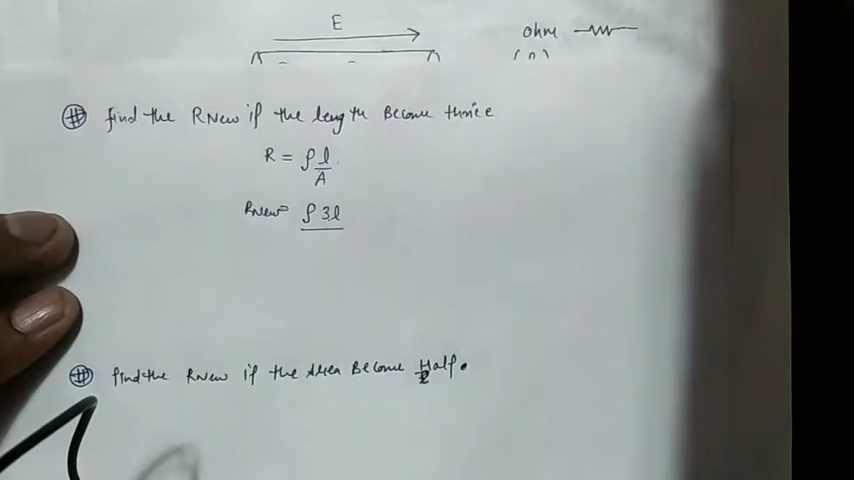 E
ohm
(Ω)
# find the RNew if the length Become thrice
R = ρ l
A
RNew= ρ 3l
# find the RNew if the Area Become Half.